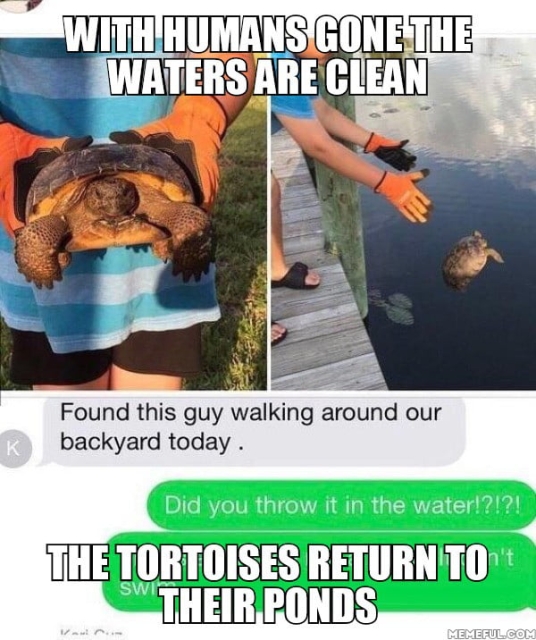 WITH HUMANS GONE THE
WATERS ARE CLEAN
Found this guy walking around our
backyard today .
K
Did you throw it in the water!?!?!
THE TORTOISES RETURN TO
THEIR PONDS
MEMEFUL.COM